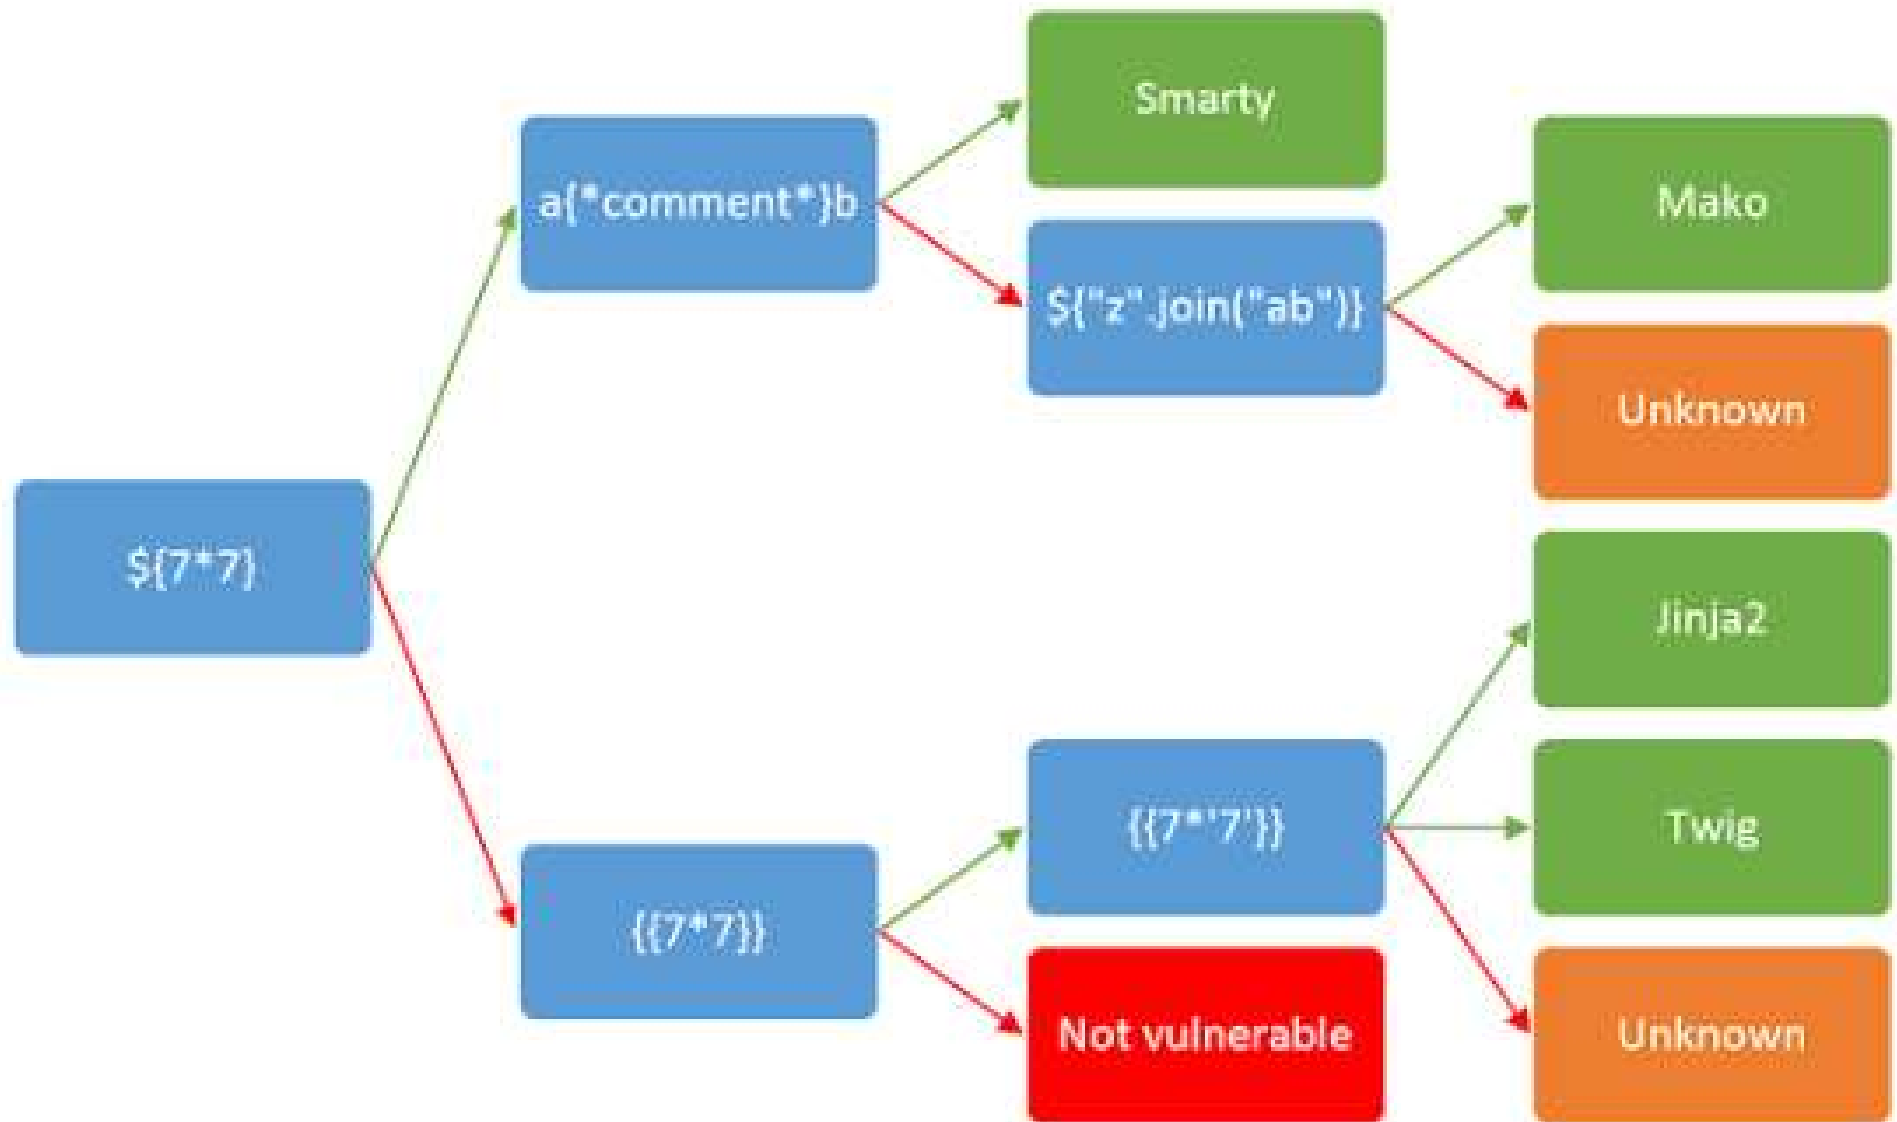 ${7*7}
a{*comment*}b
Smarty
${"z".join("ab")}
Mako
Unknown
{{7*7}}
{{7*'7'}}
Not vulnerable
Jinja2
Twig
Unknown